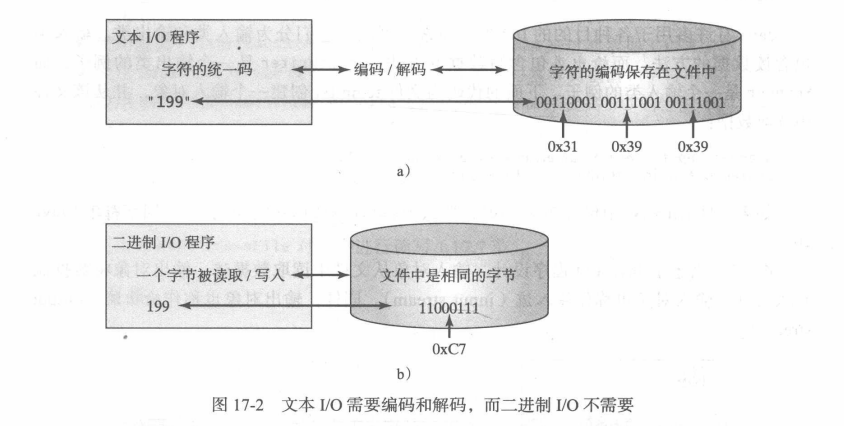 文本 I/O 程序
字符的统一码
编码 / 解码
字符的编码保存在文件中
"199"
00110001 00111001 00111001
0x31
0x39
0x39
a）
二进制 I/O 程序
一个字节被读取 / 写入
文件中是相同的字节
199
11000111
0xC7
b）
图 17-2 文本 I/O 需要编码和解码，而二进制 I/O 不需要